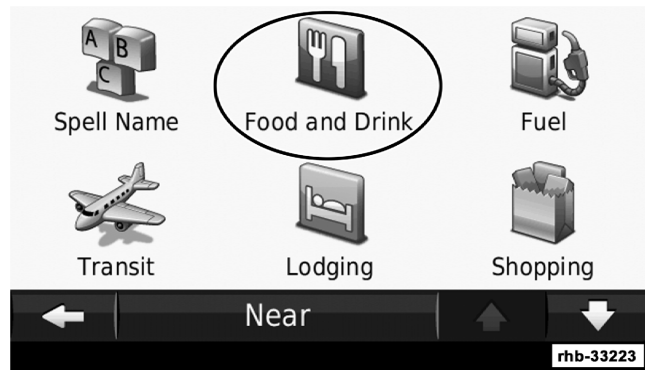 A
B
C
Spell Name
Food and Drink
Fuel
Transit
Lodging
Shopping
Near
rhb-33223